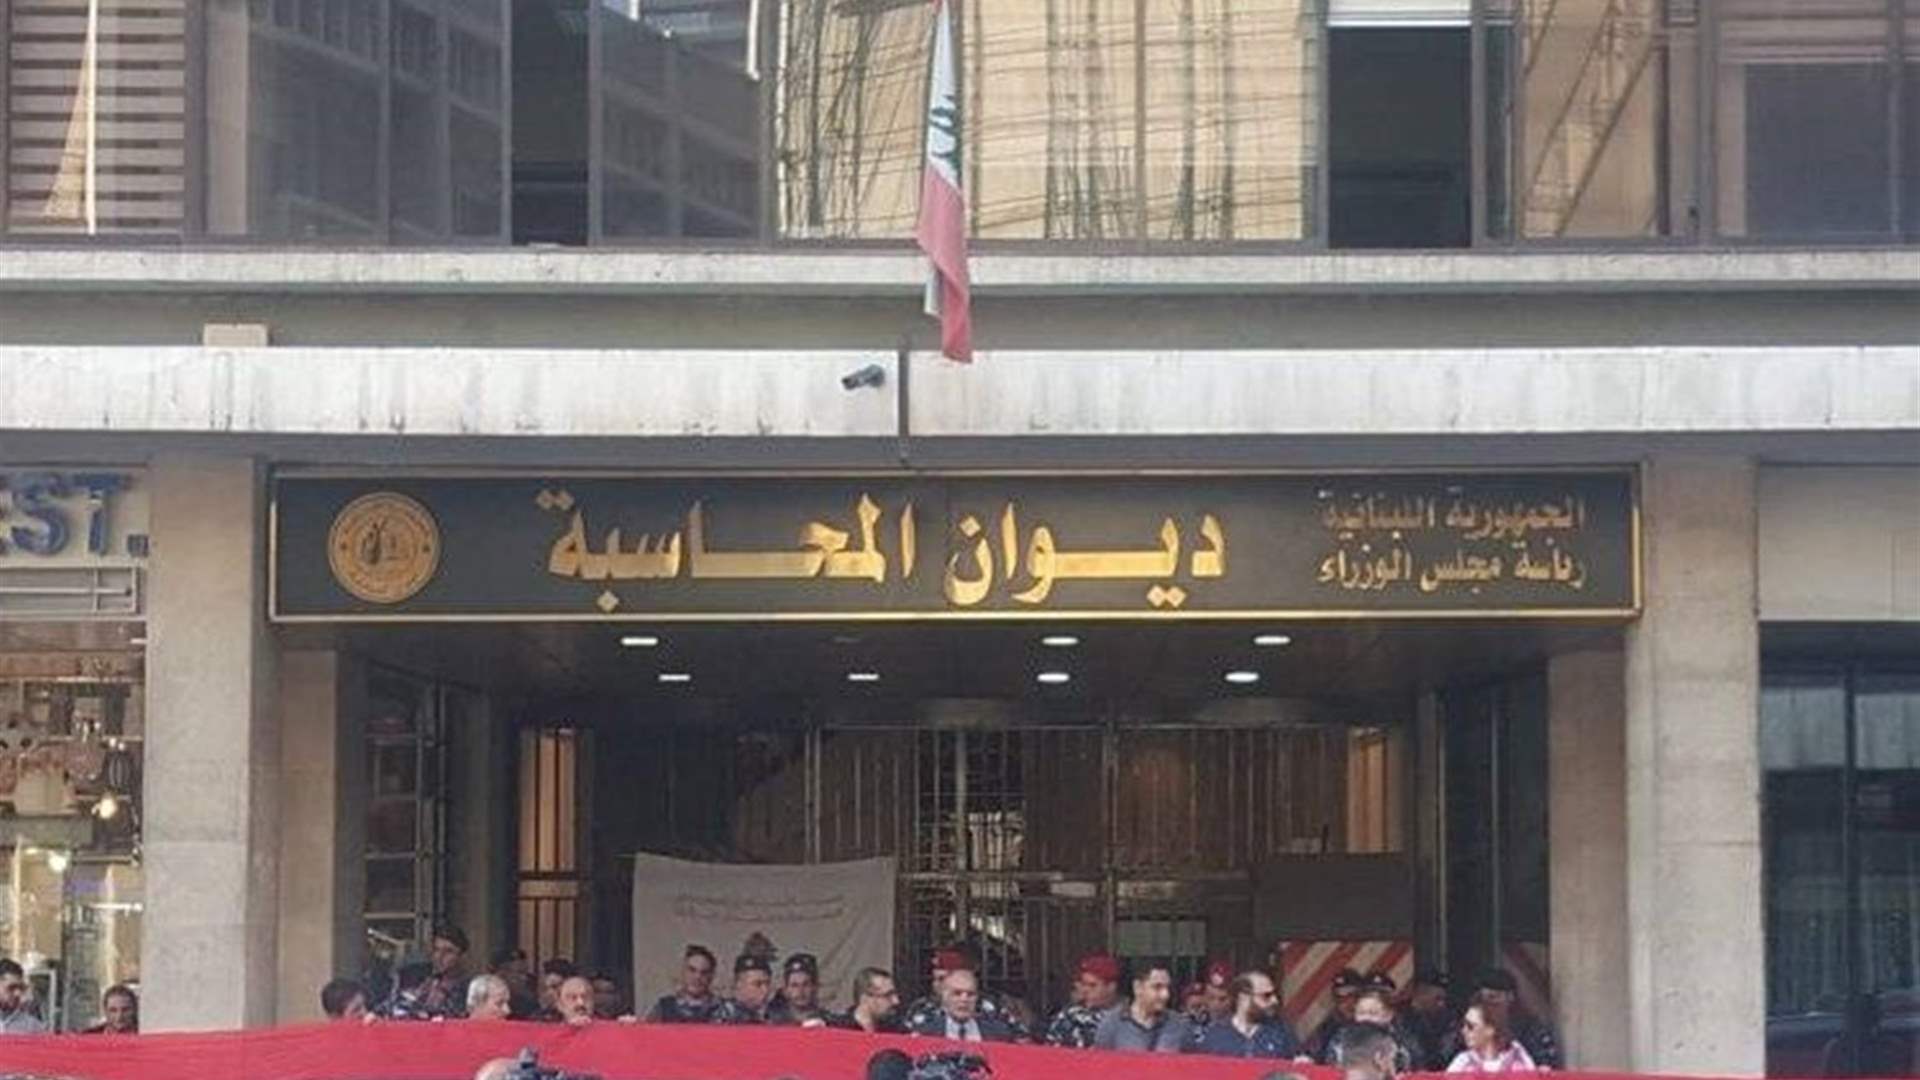 الجمهورية اللبنانية
رئاسة مجلس الوزراء
ديوان المحاسبة
EST.